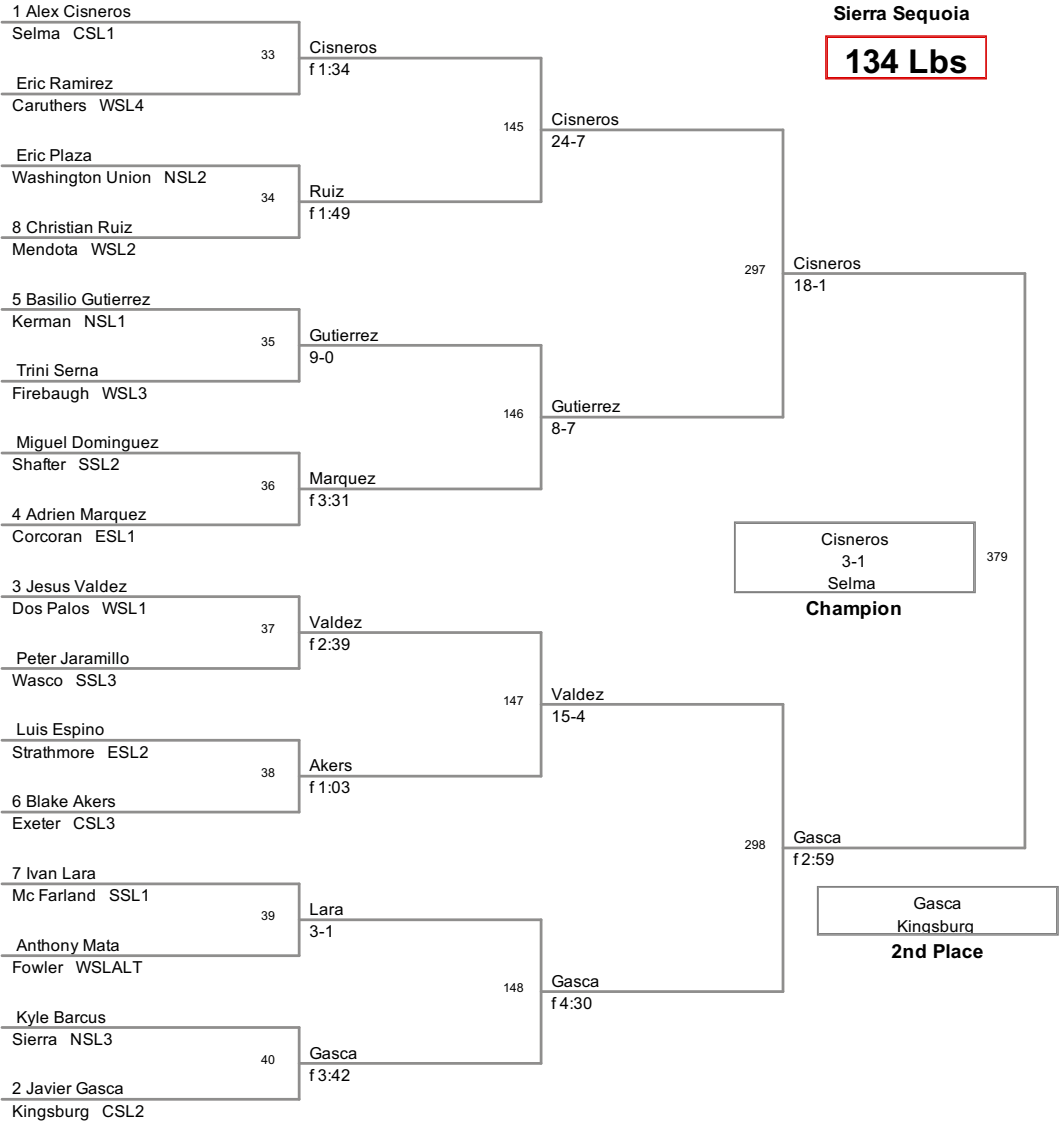 Sierra Sequoia
134 Lbs
1 Alex Cisneros
Selma CSL1
33
Eric Ramirez
Caruthers WSL4
Cisneros
f 1:34
Eric Plaza
Washington Union NSL2
34
8 Christian Ruiz
Mendota WSL2
Ruiz
f 1:49
145
Cisneros
24-7
5 Basilio Gutierrez
Kerman NSL1
35
Trini Serna
Firebaugh WSL3
Gutierrez
9-0
Miguel Dominguez
Shafter SSL2
36
4 Adrien Marquez
Corcoran ESL1
Marquez
f 3:31
146
Gutierrez
8-7
297
Cisneros
18-1
3 Jesus Valdez
Dos Palos WSL1
37
Peter Jaramillo
Wasco SSL3
Valdez
f 2:39
Luis Espino
Strathmore ESL2
38
6 Blake Akers
Exeter CSL3
Akers
f 1:03
147
Valdez
15-4
7 Ivan Lara
Mc Farland SSL1
39
Anthony Mata
Fowler WSLALT
Lara
3-1
Kyle Barcus
Sierra NSL3
40
2 Javier Gasca
Kingsburg CSL2
Gasca
f 3:42
148
Gasca
f 4:30
298
Gasca
f 2:59
379
Cisneros
3-1
Selma
Champion
Gasca
Kingsburg
2nd Place